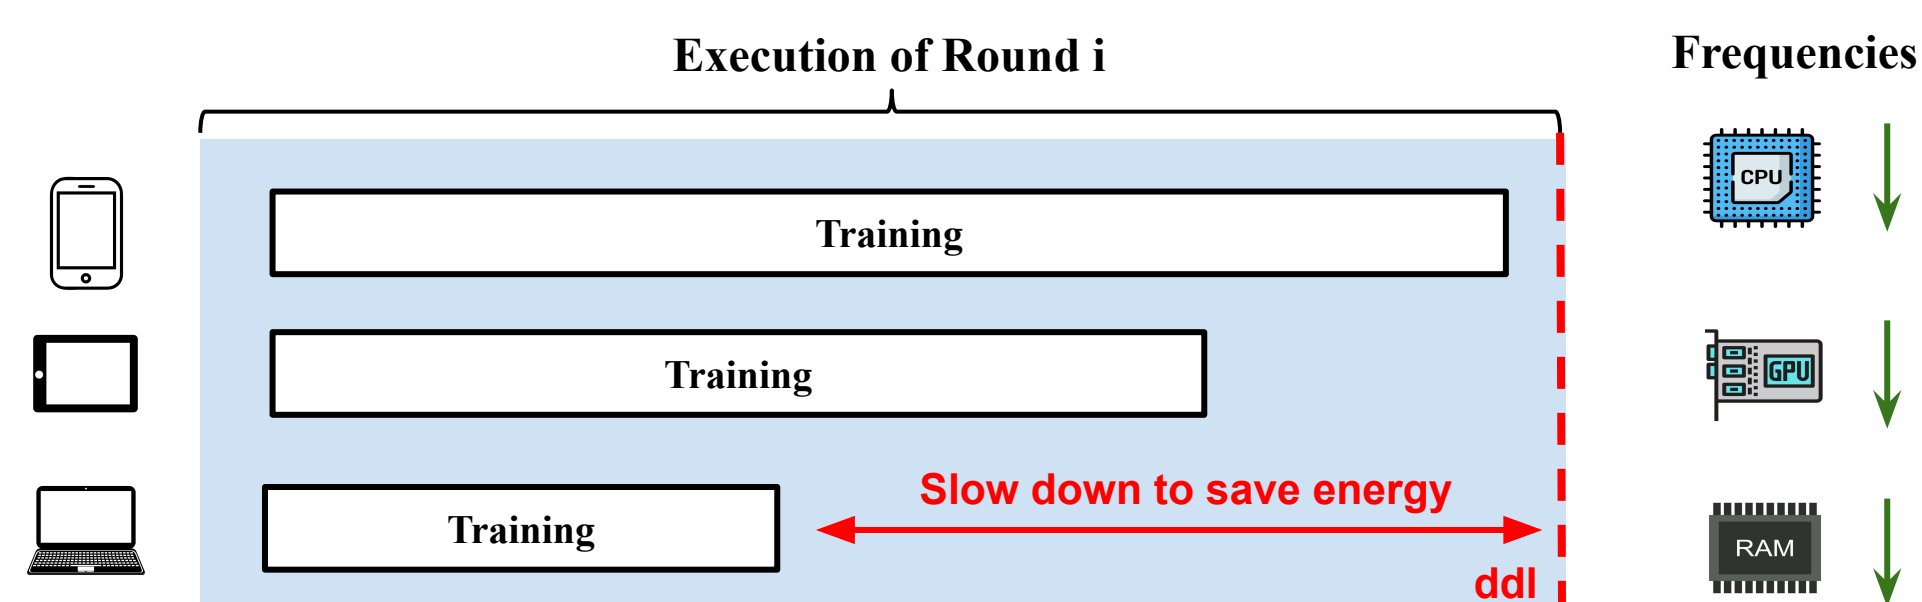 Execution of Round i
Frequencies
CPU
Training
Training
GPU
Slow down to save energy
Training
RAM
ddl